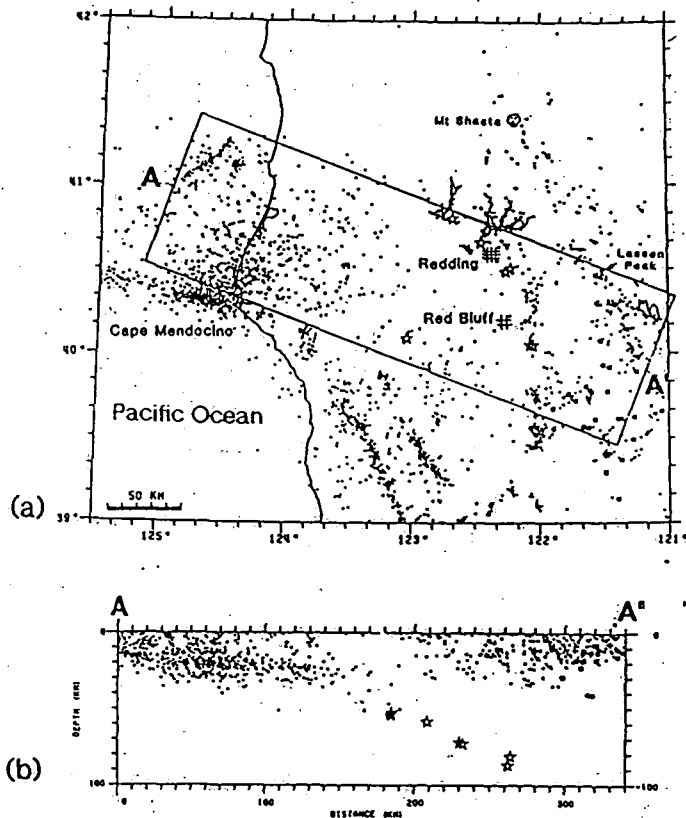 42°
Mt Shasta
A
41°
Lassen
Peak
Redding
Red Bluff
Cape Mendocino
40°
A
Pacific Ocean
(a)
50 KM
39°
125°
124°
123°
122°
121°
A
A"
0
0
DEPTH (KM)
(b)
100
-100
0
100
200
300
DISTANCE (KM)